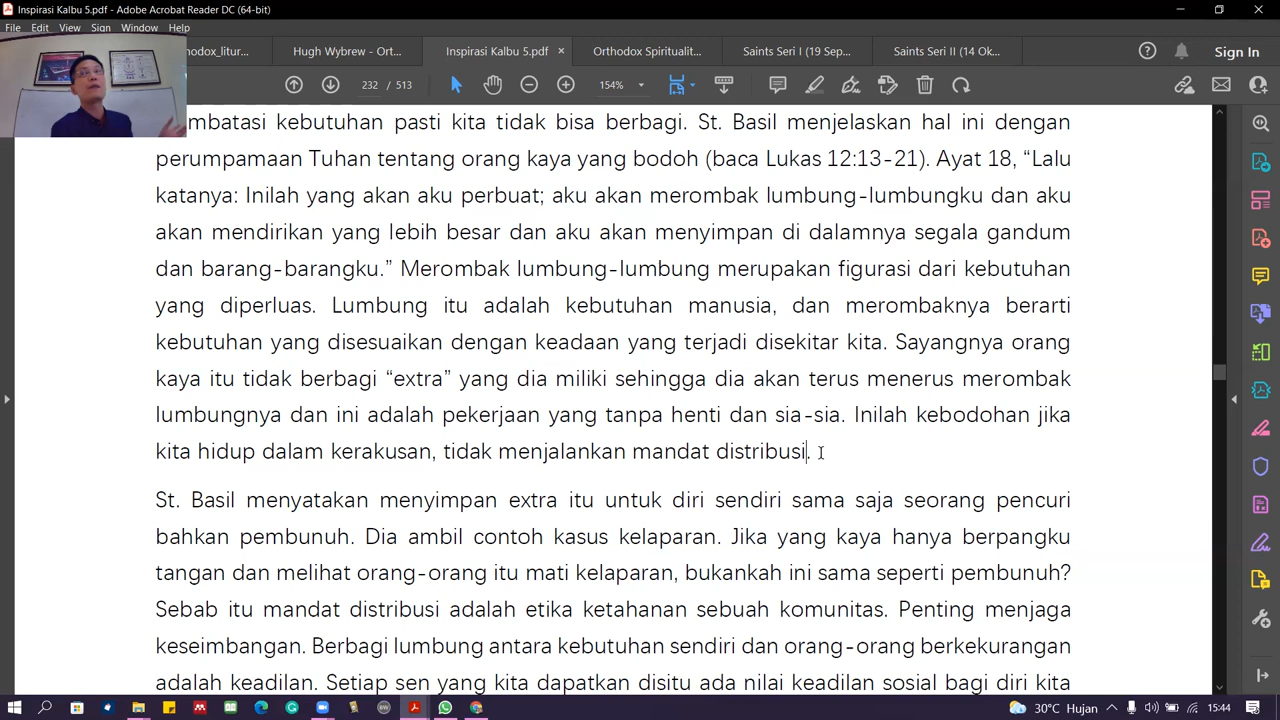 Inspirasi Kalbu 5.pdf - Adobe Acrobat Reader DC (64-bit)
File Edit View Sign Window Help
odox_litur... Hugh Wybrew - Ort... Inspirasi Kalbu 5.pdf × Orthodox Spiritualit... Saints Seri I (19 Sep... Saints Seri II (14 Ok... Sign In
232 / 513 154%
mbatasi kebutuhan pasti kita tidak bisa berbagi. St. Basil menjelaskan hal ini dengan
perumpamaan Tuhan tentang orang kaya yang bodoh (baca Lukas 12:13-21). Ayat 18, “Lalu
katanya: Inilah yang akan aku perbuat; aku akan merombak lumbung-lumbungku dan aku
akan mendirikan yang lebih besar dan aku akan menyimpan di dalamnya segala gandum
dan barang-barangku.” Merombak lumbung-lumbung merupakan figurasi dari kebutuhan
yang diperluas. Lumbung itu adalah kebutuhan manusia, dan merombaknya berarti
kebutuhan yang disesuaikan dengan keadaan yang terjadi disekitar kita. Sayangnya orang
kaya itu tidak berbagi “extra” yang dia miliki sehingga dia akan terus menerus merombak
lumbungnya dan ini adalah pekerjaan yang tanpa henti dan sia-sia. Inilah kebodohan jika
kita hidup dalam kerakusan, tidak menjalankan mandat distribusi.
St. Basil menyatakan menyimpan extra itu untuk diri sendiri sama saja seorang pencuri
bahkan pembunuh. Dia ambil contoh kasus kelaparan. Jika yang kaya hanya berpangku
tangan dan melihat orang-orang itu mati kelaparan, bukankah ini sama seperti pembunuh?
Sebab itu mandat distribusi adalah etika ketahanan sebuah komunitas. Penting menjaga
keseimbangan. Berbagi lumbung antara kebutuhan sendiri dan orang-orang berkekurangan
adalah keadilan. Setiap sen yang kita dapatkan disitu ada nilai keadilan sosial bagi diri kita
30°C Hujan 15:44